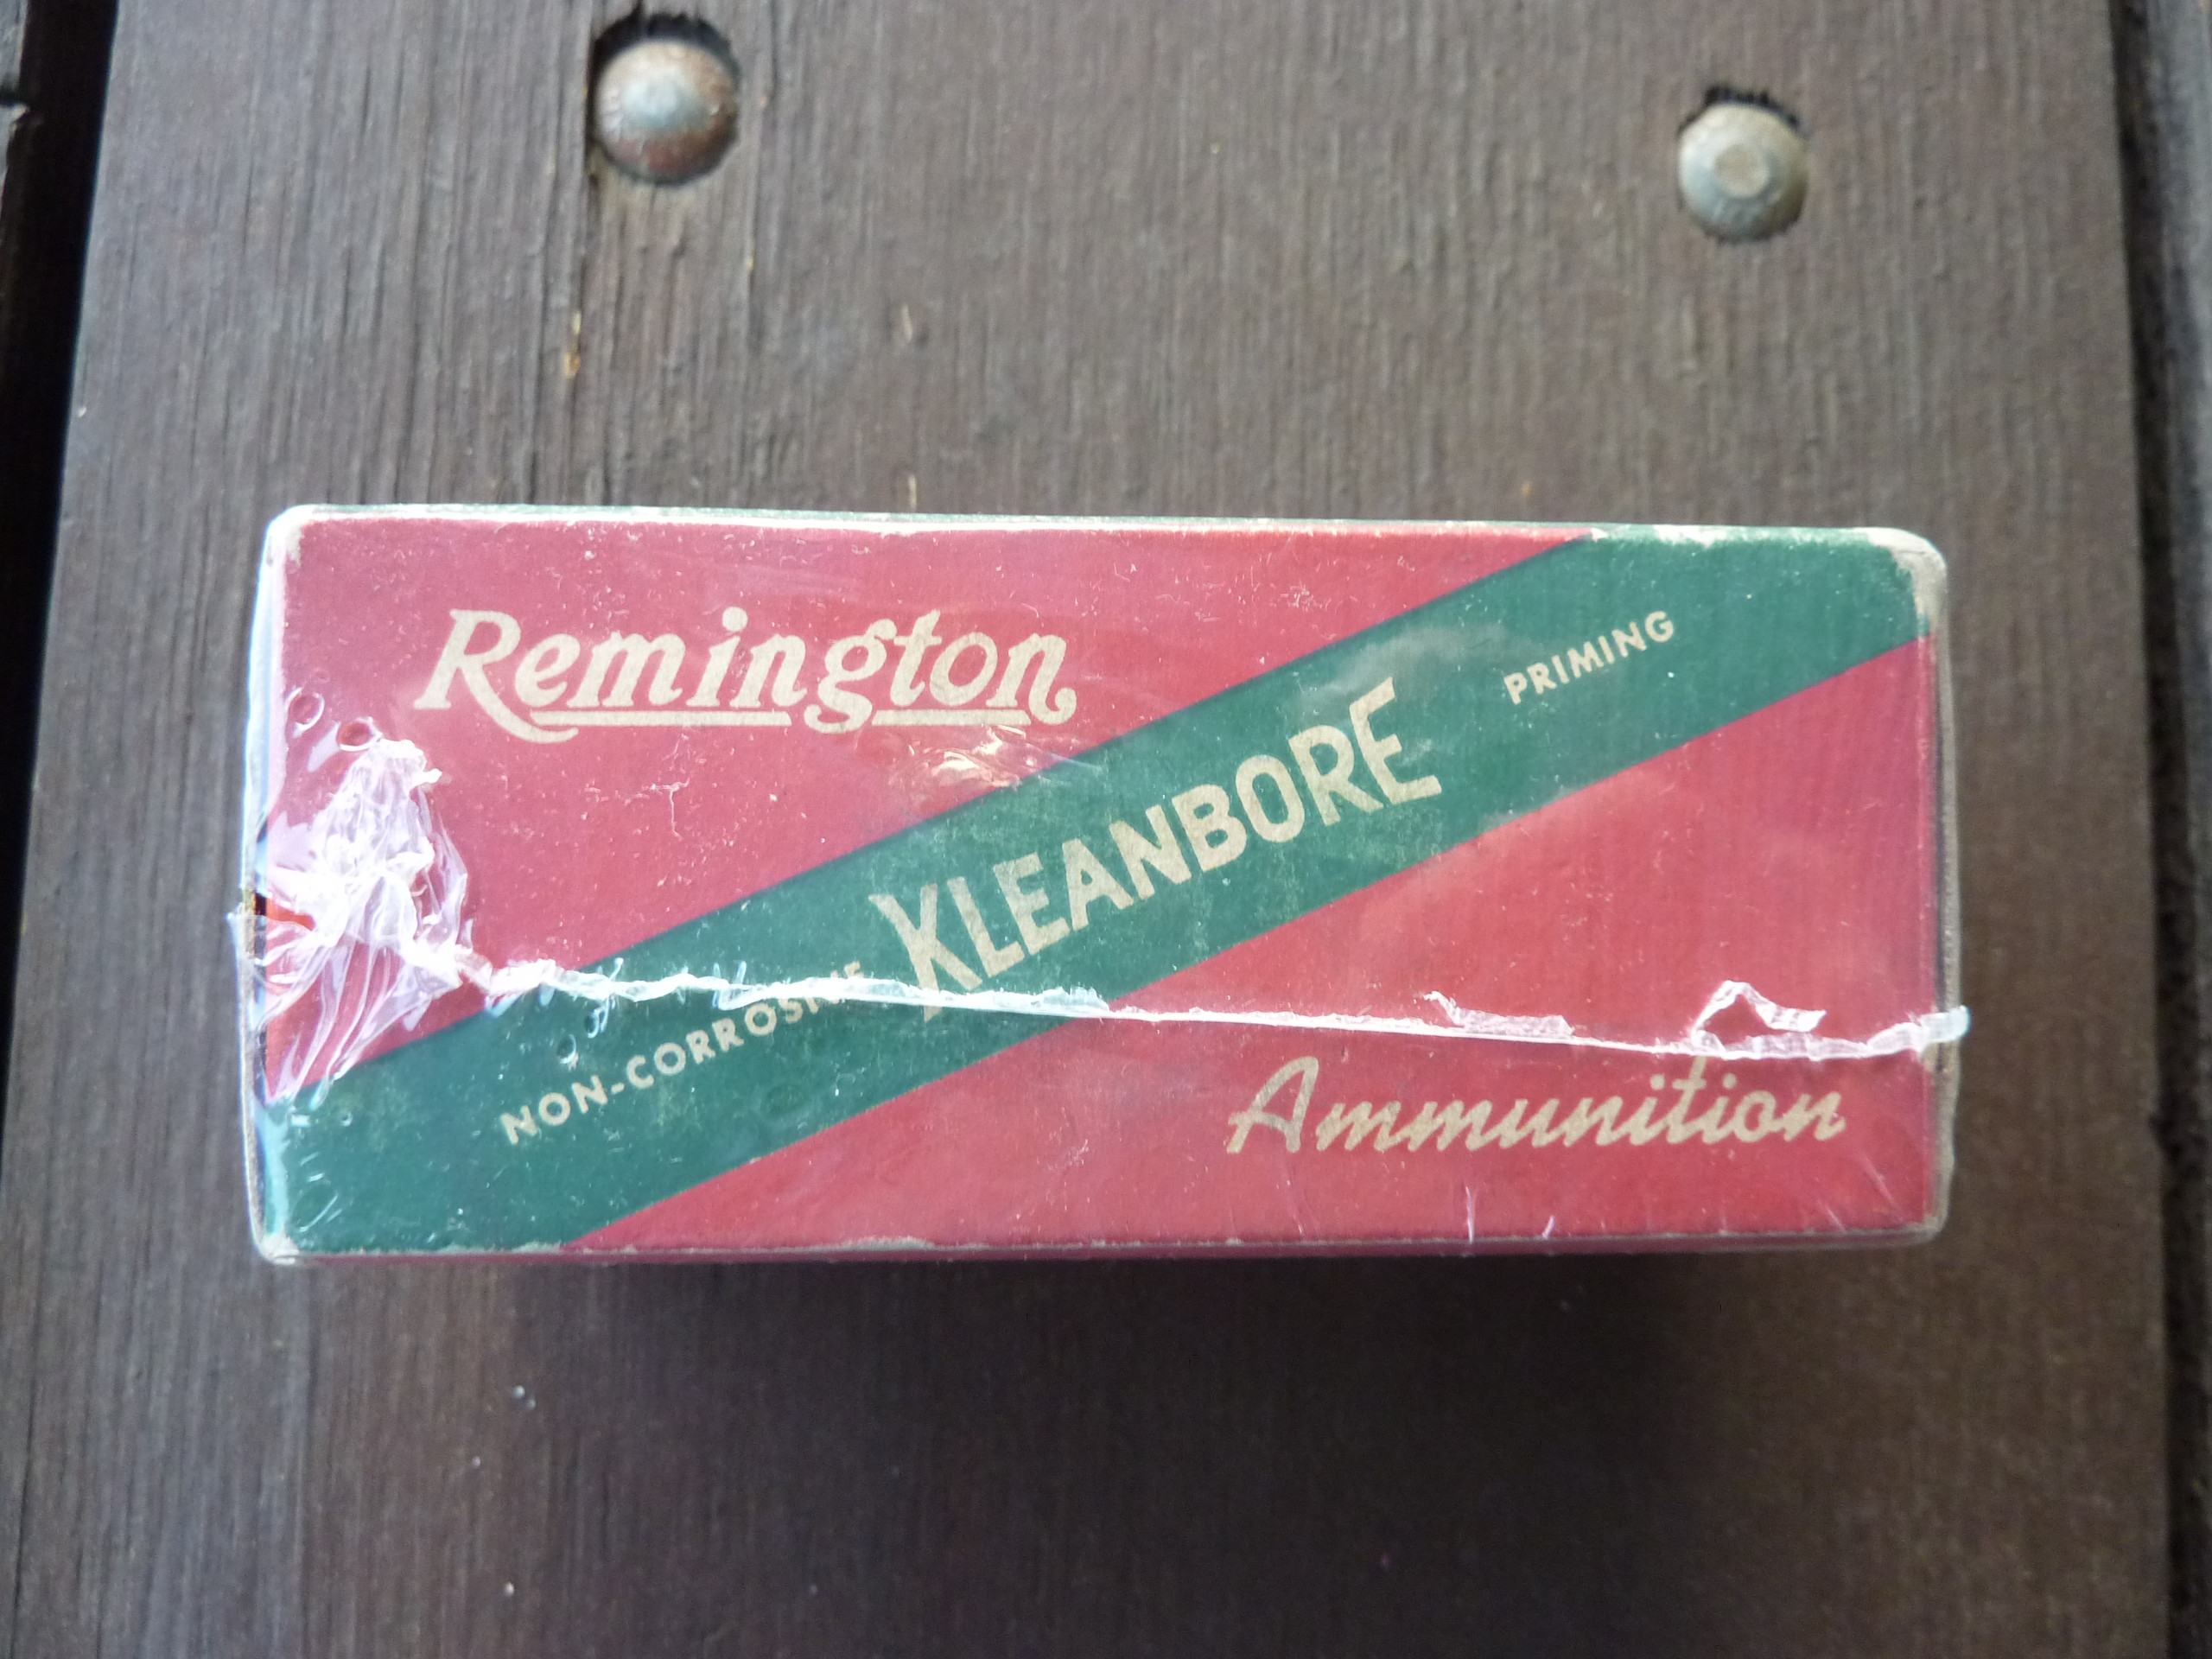 Remington
NON-CORROSIVE KLEANBORE PRIMING
Ammunition